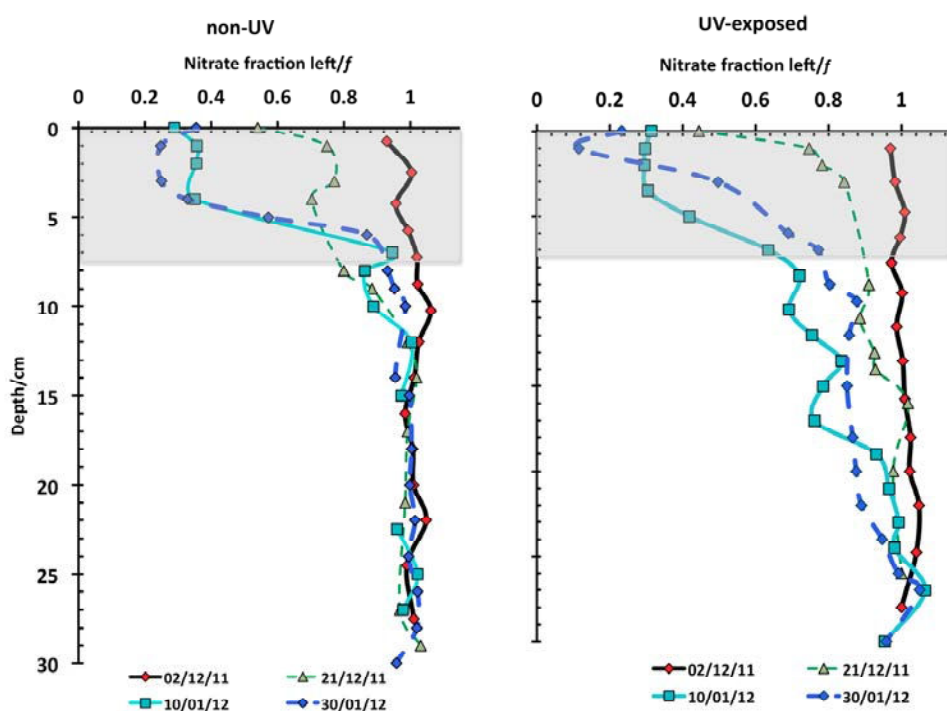 non-UV
Nitrate fraction left/f
0 0.2 0.4 0.6 0.8 1
0
5
10
15
20
25
30
Depth/cm
02/12/11 21/12/11
10/01/12 30/01/12
UV-exposed
Nitrate fraction left/f
0 0.2 0.4 0.6 0.8 1
02/12/11 21/12/11
10/01/12 30/01/12